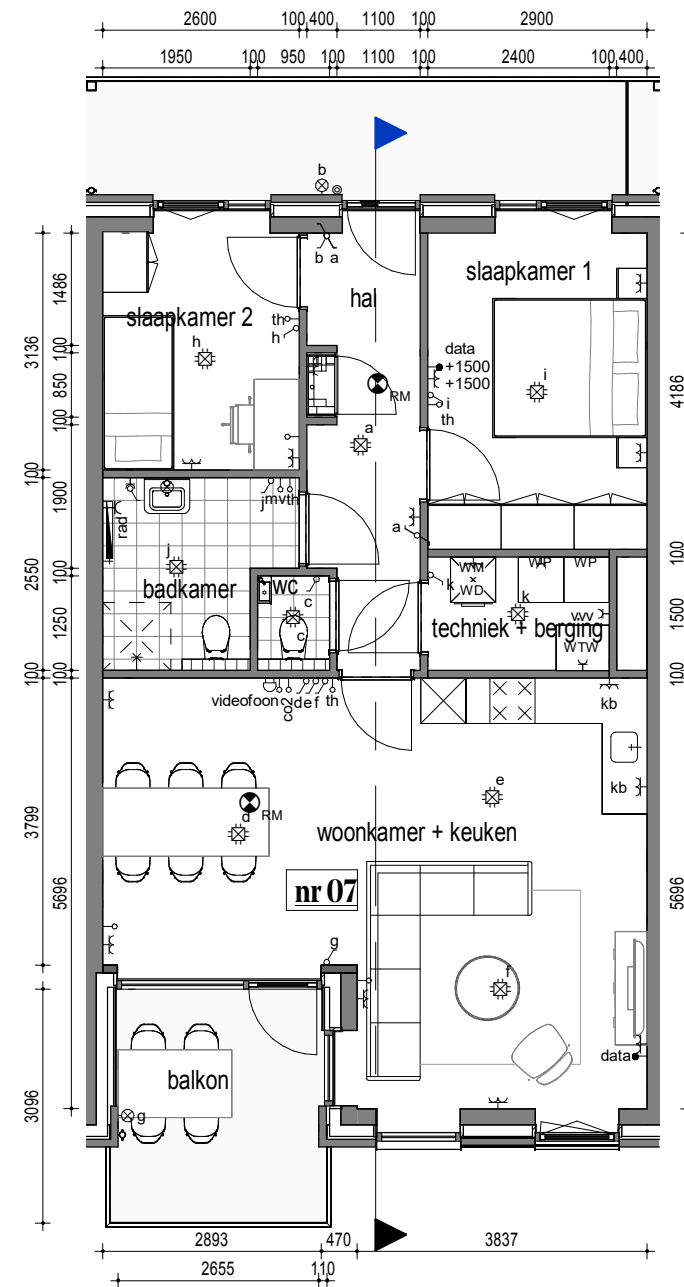 2600 100 400 1100 100 2900
1950 100 950 100 1100 100 2400 100 400
b
b a
hal
slaapkamer 1
slaapkamer 2
th
h
h
data
+1500
+1500
i
i
th
RM
a
a
1486
3136
100
850
100
4186
100
1900
2550
100
1250
100
100
100
1500
100
j m v th
rad
j
badkamer
WC
c
c
k
WM
WD
WP
WP
k
WV
techniek + berging
WTW
videofoon
co2
d e f th
kb
kb
e
d
RM
woonkamer + keuken
nr 07
3799
5696
5696
g
f
data
balkon
g
3096
2893 470 3837
2655 110